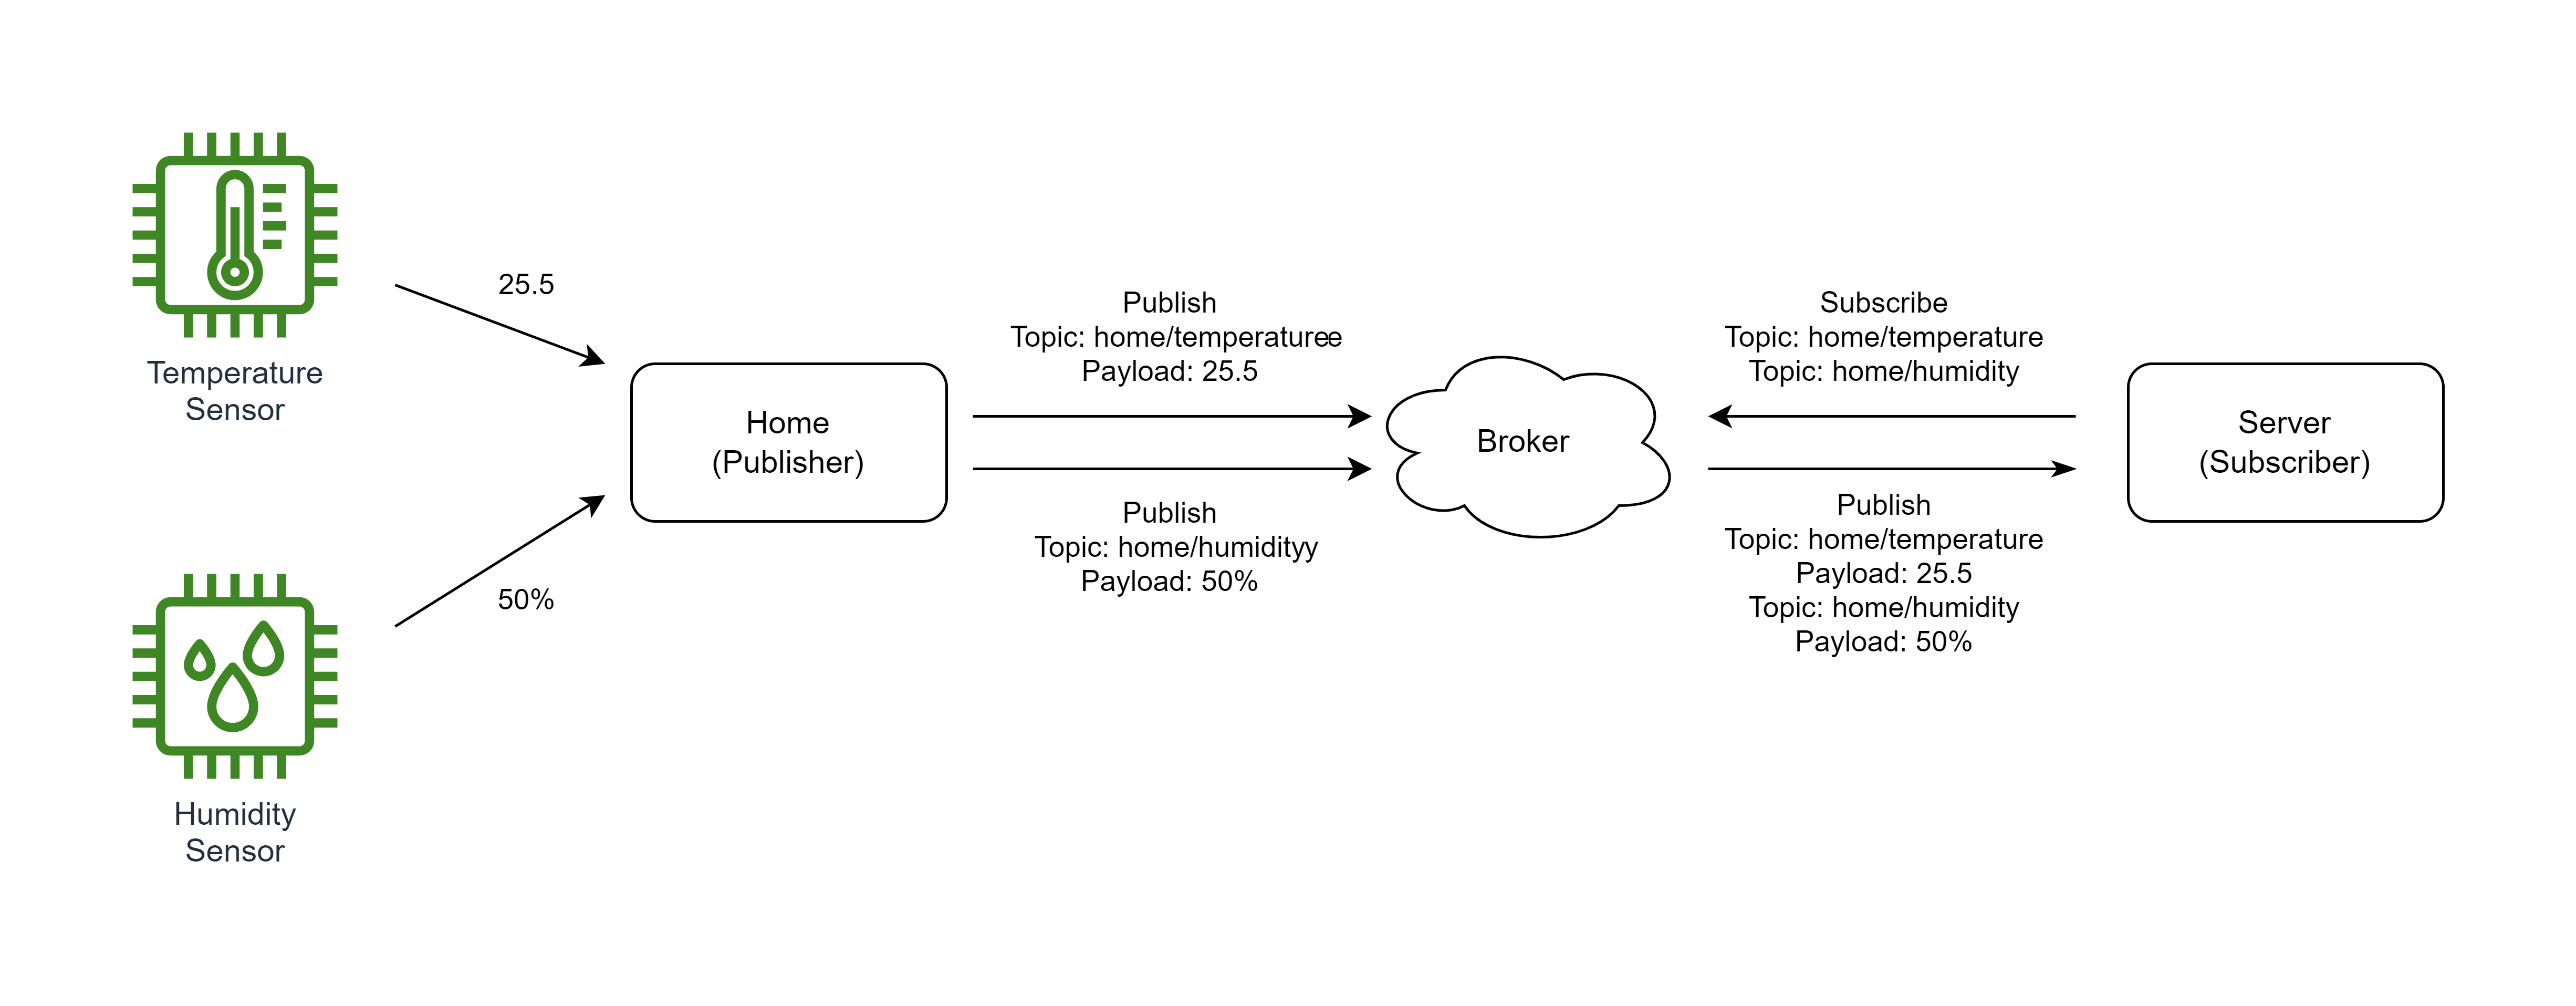 Temperature
Sensor
25.5
Home
(Publisher)
50%
Humidity
Sensor
Publish
Topic: home/temperaturee
Payload: 25.5
Publish
Topic: home/humidityy
Payload: 50%
Broker
Subscribe
Topic: home/temperature
Topic: home/humidity
Publish
Topic: home/temperature
Payload: 25.5
Topic: home/humidity
Payload: 50%
Server
(Subscriber)